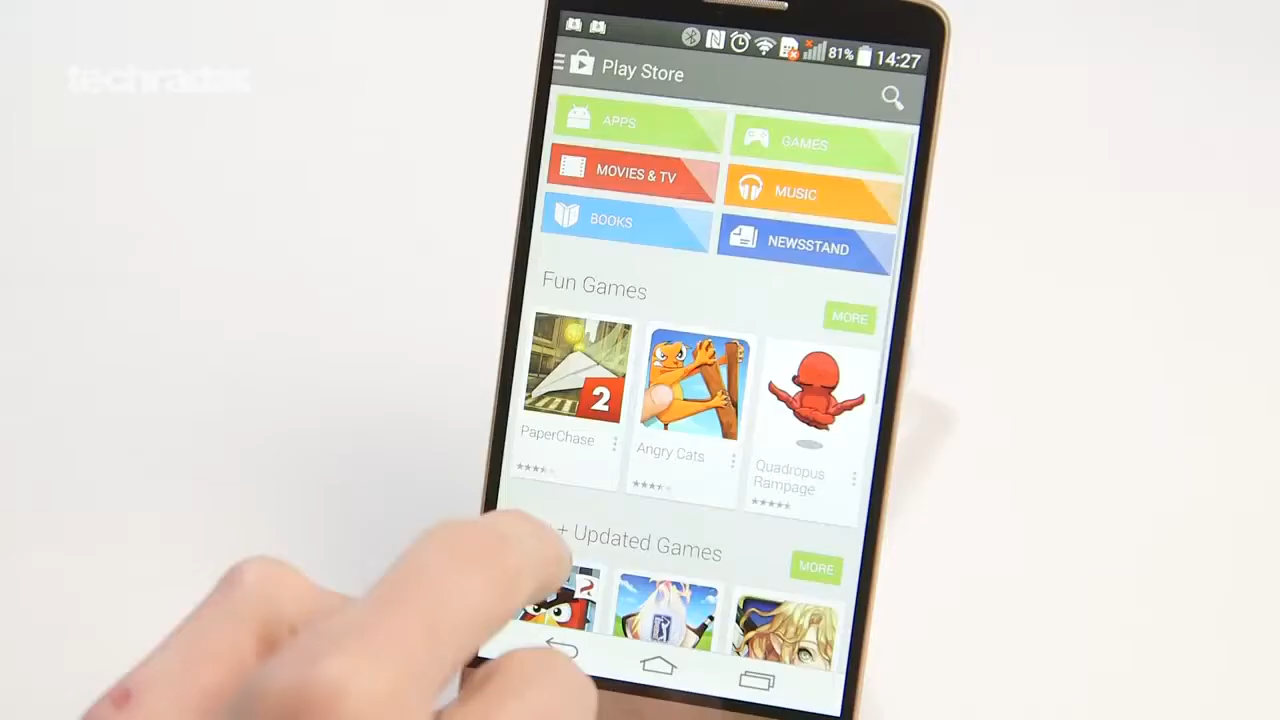 techradar.
81% 14:27
Play Store
APPS
GAMES
MOVIES & TV
MUSIC
BOOKS
NEWSSTAND
Fun Games
MORE
2
PaperChase
Angry Cats
Quadropus
Rampage
+ Updated Games
MORE